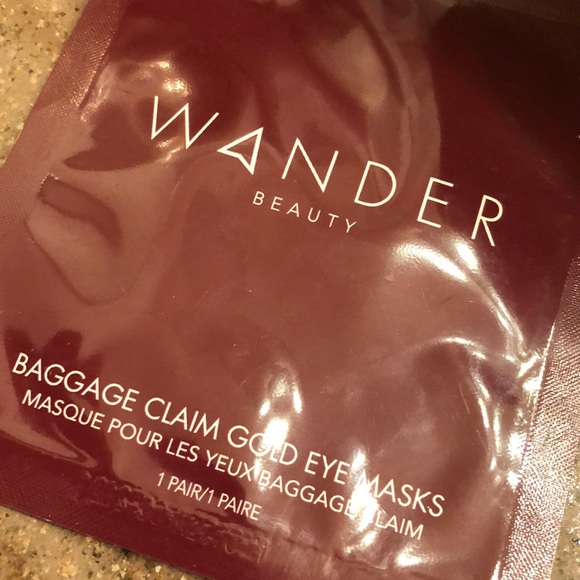 WANDER
BEAUTY
BAGGAGE CLAIM GOLD EYE MASKS
MASQUE POUR LES YEUX BAGGAGE CLAIM
1 PAIR/1 PAIRE